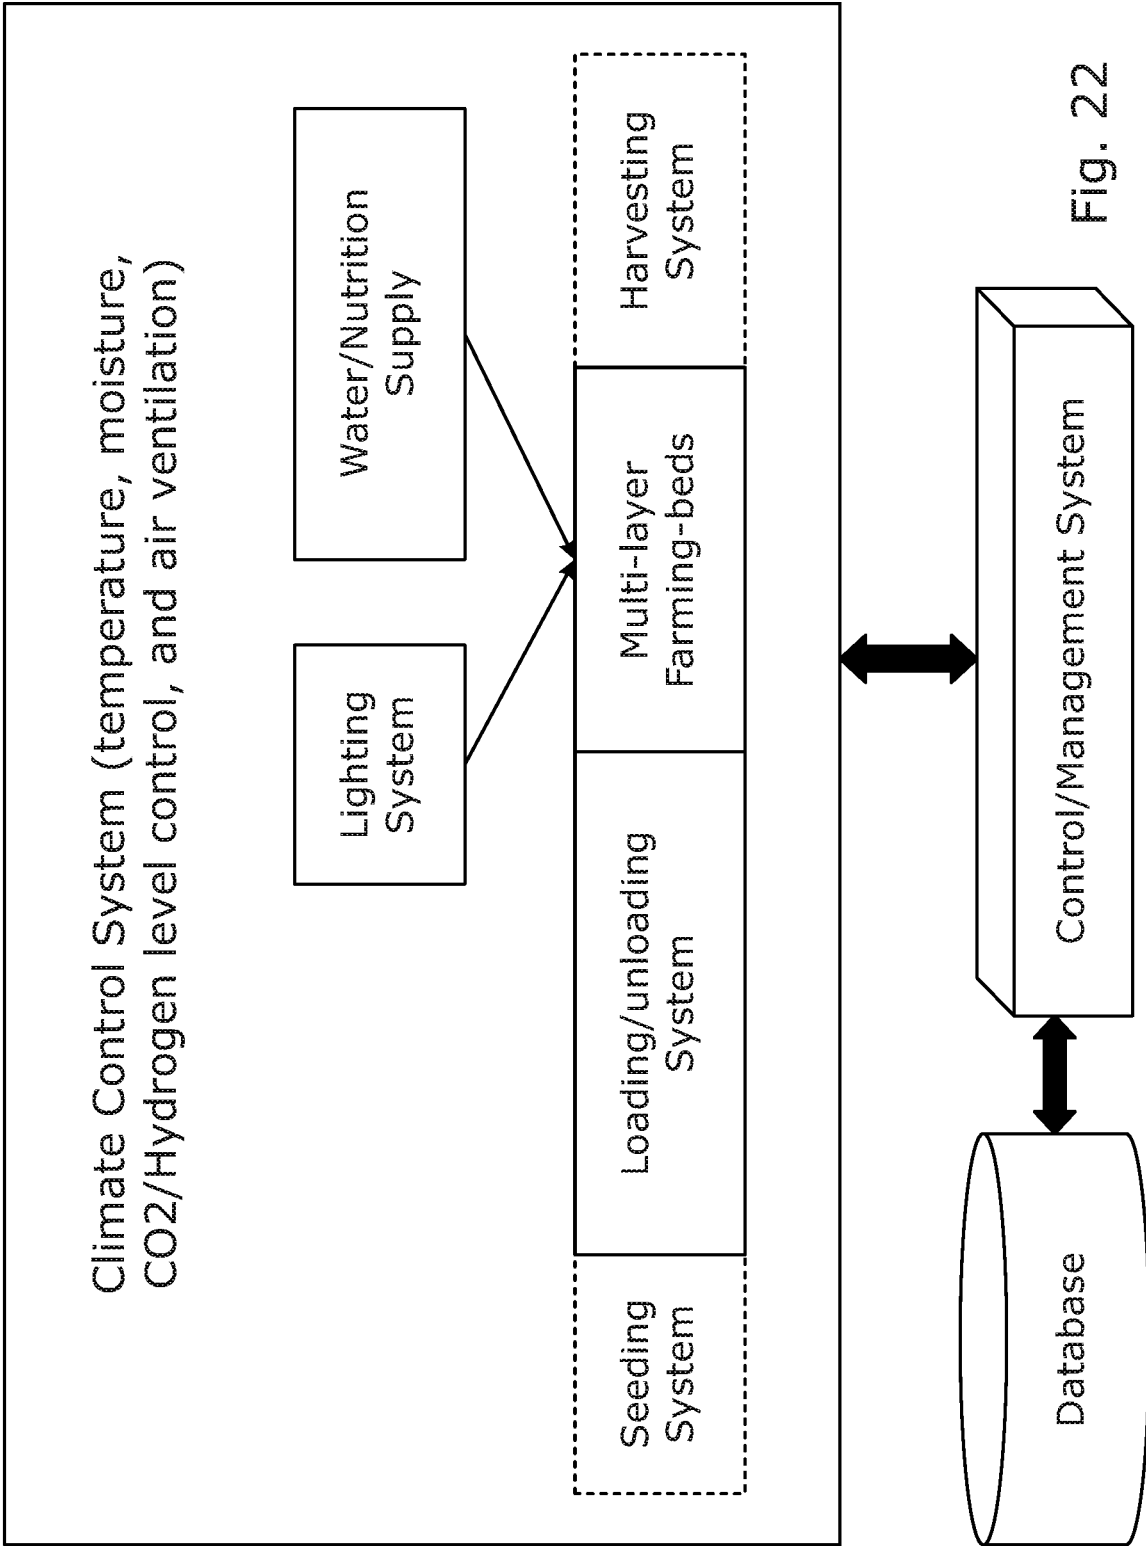 Climate Control System (temperature, moisture,
CO2/Hydrogen level control, and air ventilation)
Lighting
System
Water/Nutrition
Supply
Seeding
System
Loading/unloading
System
Multi-layer
Farming-beds
Harvesting
System
Database
Control/Management System
Fig. 22